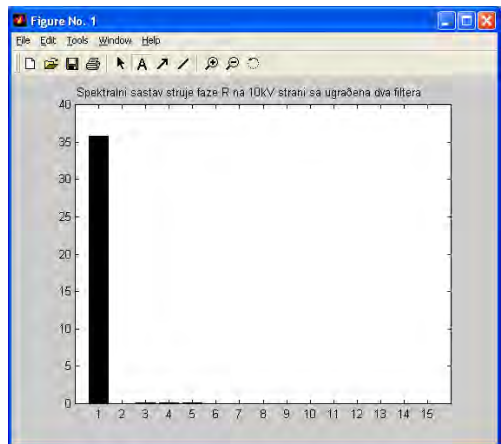 Figure No. 1
File Edit Tools Window Help
A
Spektralni sastav struje faze R na 10kV strani sa ugrađena dva filtera
40
35
30
25
20
15
10
5
0
1 2 3 4 5 6 7 8 9 10 11 12 13 14 15